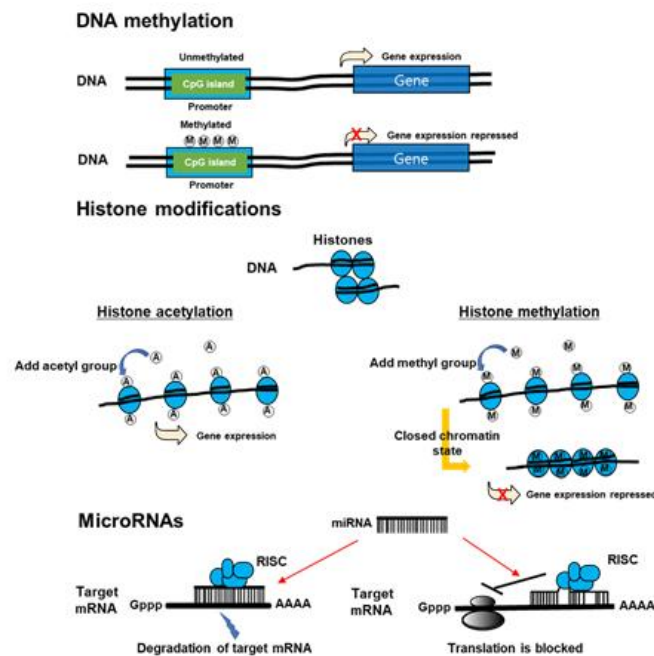 DNA methylation
Unmethylated
Gene expression
DNA
CpG island
Gene
Promoter
Methylated
M M M M
Gene expression repressed
DNA
CpG island
Gene
Promoter
Histone modifications
Histones
DNA
Histone acetylation
Add acetyl group
A A
A A A A
A A A A
Gene expression
Histone methylation
Add methyl group
M M
M M M M
M M M M
Closed chromatin
state
M M M M
M M M M
Gene expression repressed
MicroRNAs
miRNA
RISC
Target
mRNA
Gppp
AAAA
Degradation of target mRNA
RISC
Target
mRNA
Gppp
AAAA
Translation is blocked